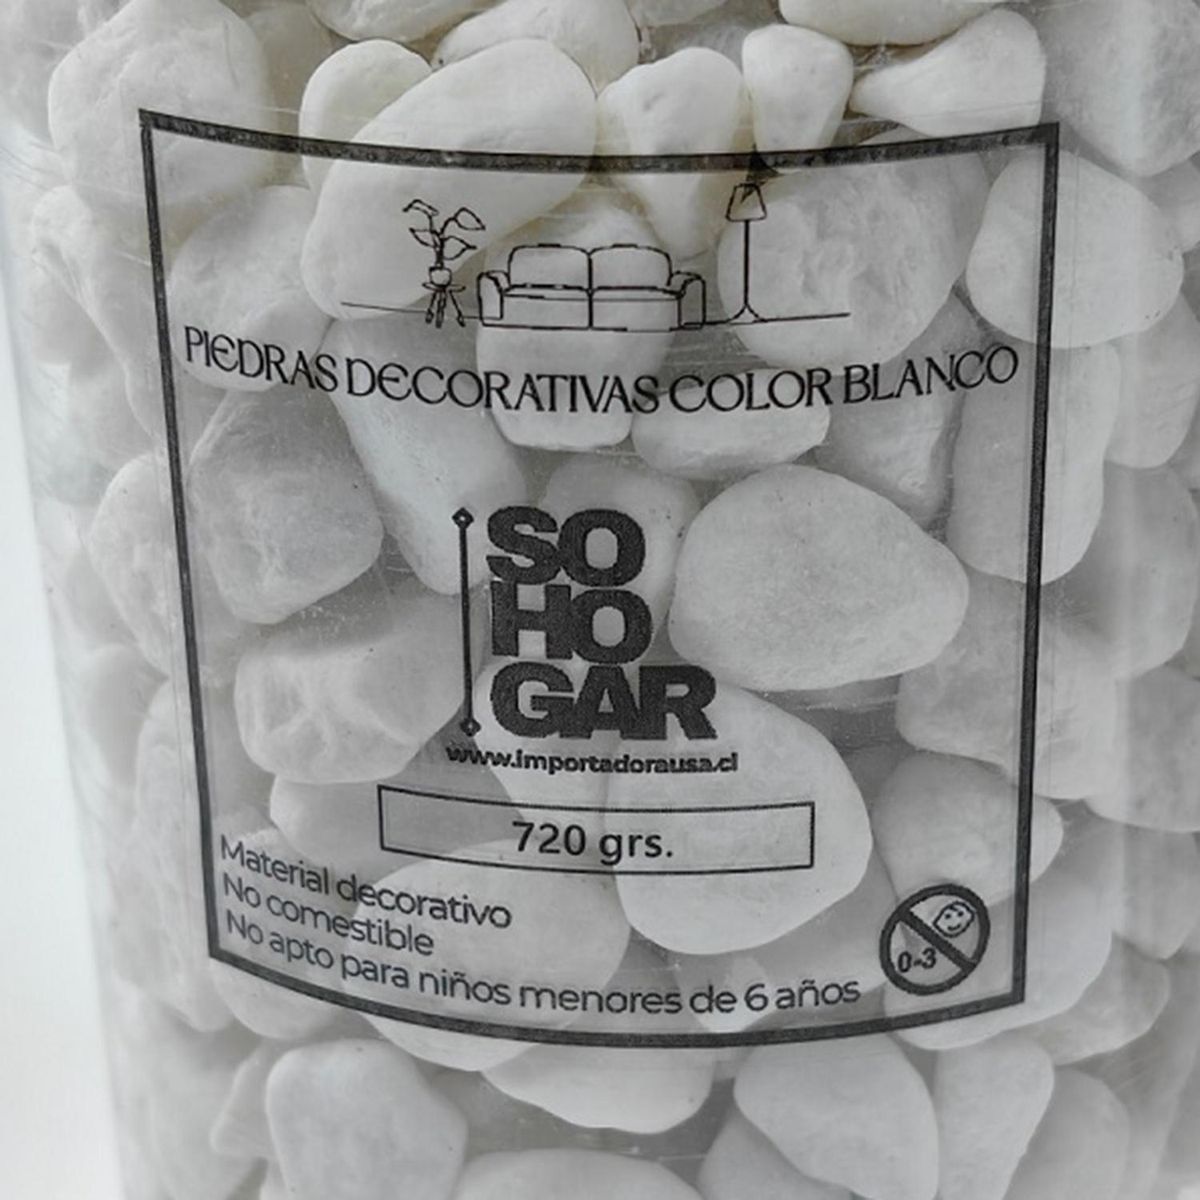 PIEDRAS DECORATIVAS COLOR BLANCO
SO
HO
GAR
www.importadorausa.cl
720 grs.
Material decorativo
No comestible
No apto para niños menores de 6 años
0-3